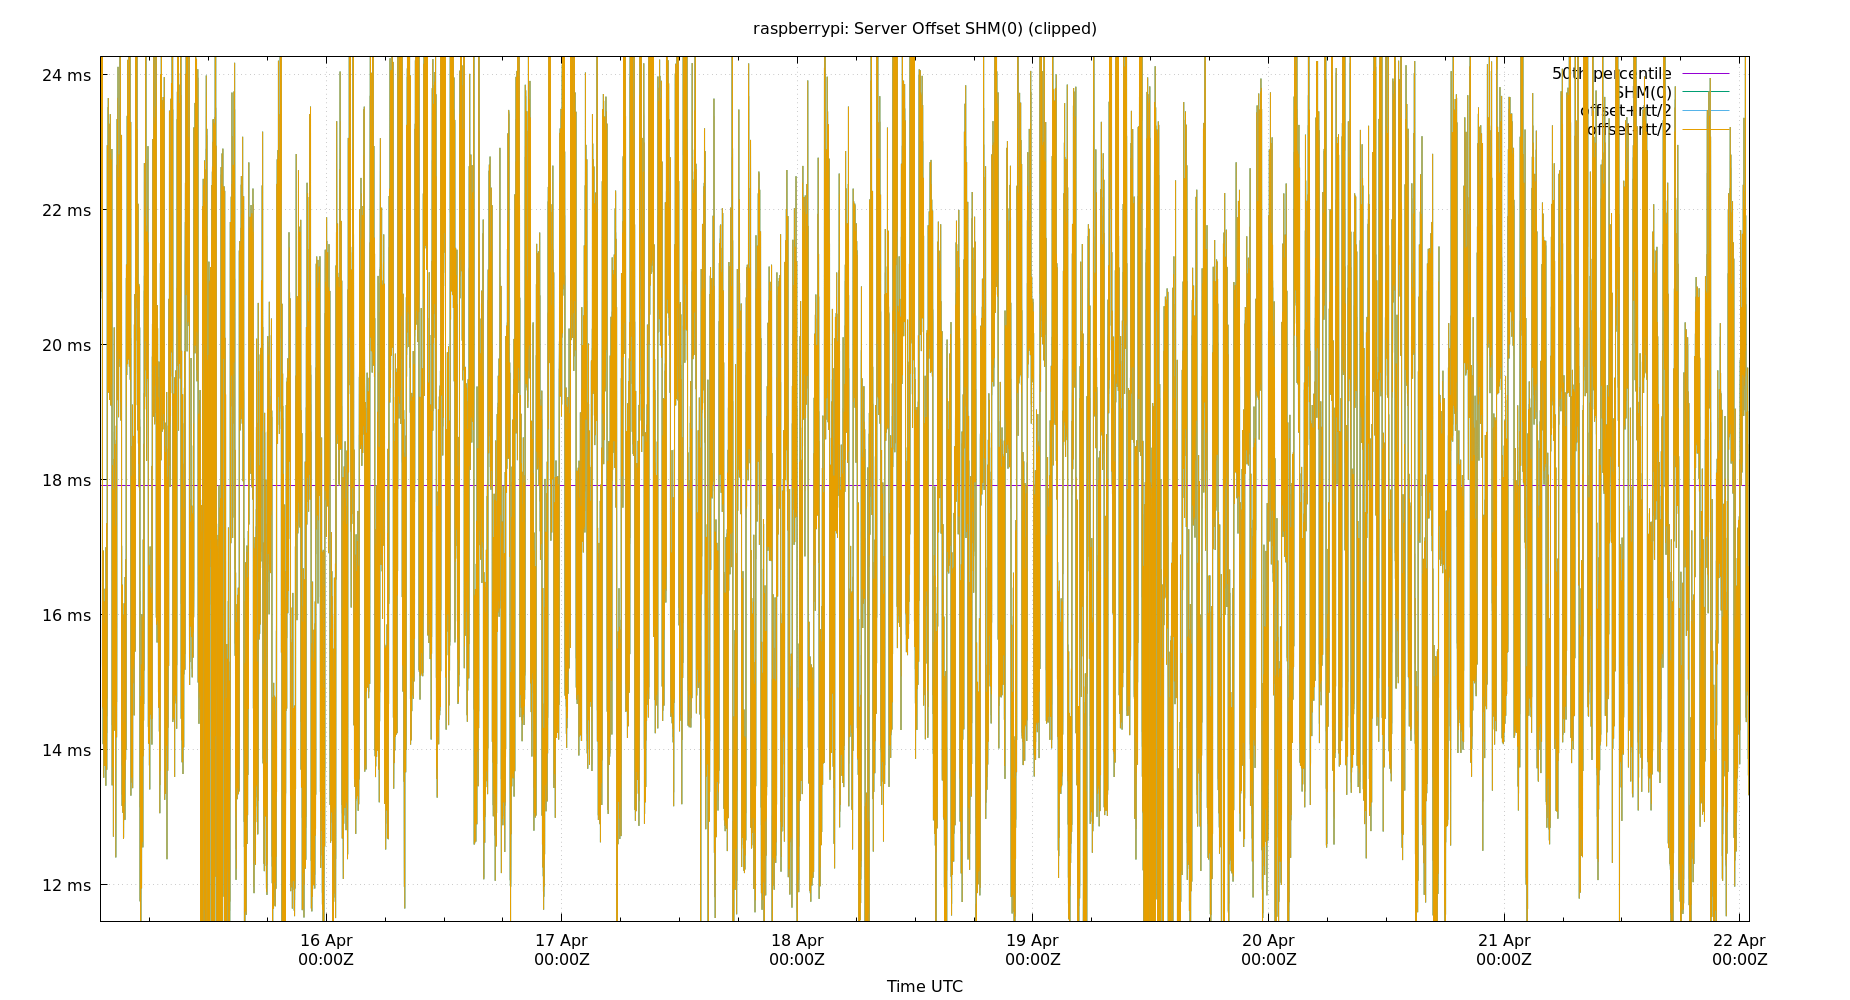 raspberrypi: Server Offset SHM(0) (clipped)
24 ms
22 ms
20 ms
18 ms
16 ms
14 ms
12 ms
50th percentile
SHM(0)
offset+rtt/2
offset-rtt/2
16 Apr
00:00Z
17 Apr
00:00Z
18 Apr
00:00Z
19 Apr
00:00Z
20 Apr
00:00Z
21 Apr
00:00Z
22 Apr
00:00Z
Time UTC